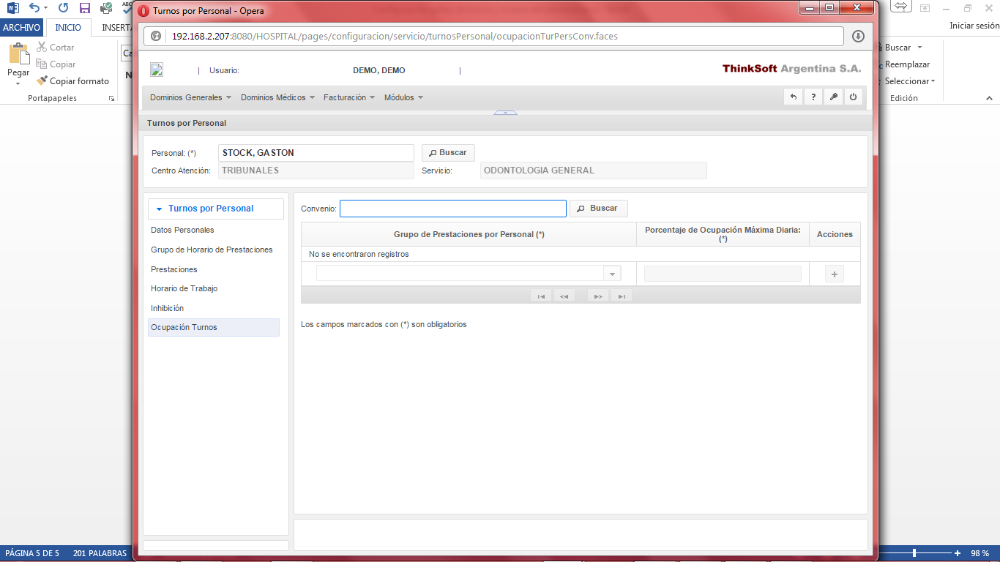 Turnos por Personal - Opera
ARCHIVO INICIO INSERT
Iniciar sesión
Cortar
Copiar
Copiar formato
Pegar
Portapapeles
Ca
N
Buscar
Reemplazar
Seleccionar
Edición
192.168.2.207:8080/HOSPITAL/pages/configuracion/servicio/turnosPersonal/ocupacionTurPersConv.faces
| Usuario: DEMO, DEMO |
ThinkSoft Argentina S.A.
Dominios Generales Dominios Médicos Facturación Módulos
?
Turnos por Personal
Personal: (*) STOCK, GASTON Buscar
Centro Atención: TRIBUNALES Servicio: ODONTOLOGIA GENERAL
Turnos por Personal
Datos Personales
Grupo de Horario de Prestaciones
Prestaciones
Horario de Trabajo
Inhibición
Ocupación Turnos
Convenio: Buscar
Grupo de Prestaciones por Personal (*)
Porcentaje de Ocupación Máxima Diaria:
(*)
Acciones
No se encontraron registros
Los campos marcados con (*) son obligatorios
PÁGINA 5 DE 5 201 PALABRAS
98 %